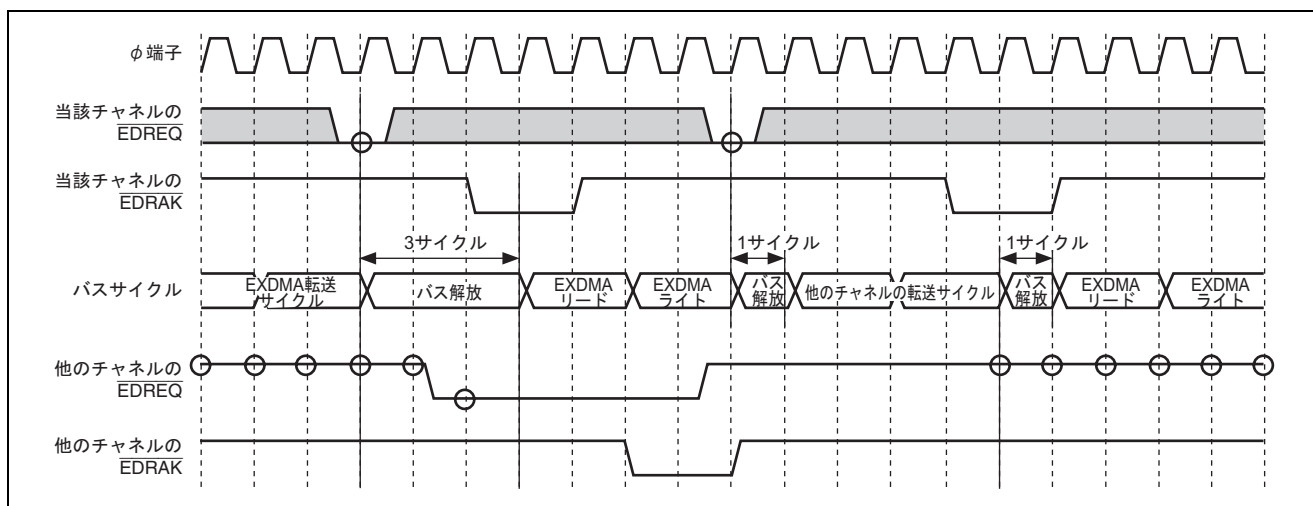 φ端子
当該チャネルの
EDREQ
当該チャネルの
EDRAK
3サイクル
1サイクル
1サイクル
バスサイクル
EXDMA転送
サイクル
バス解放
EXDMA
リード
EXDMA
ライト
バス
解放
他のチャネルの転送サイクル
バス
解放
EXDMA
リード
EXDMA
ライト
他のチャネルの
EDREQ
他のチャネルの
EDRAK